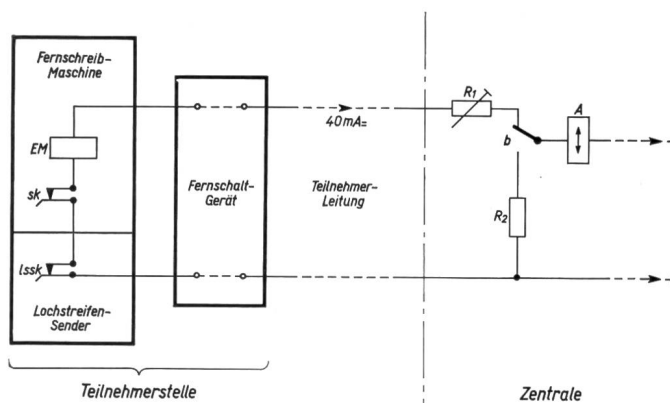 Fernschreib-
Maschine
EM
sk
lssk
Lochstreifen-
Sender
Fernschalt-
Gerät
40mA=
Teilnehmer-
Leitung
R1
b
A
R2
Teilnehmerstelle
Zentrale